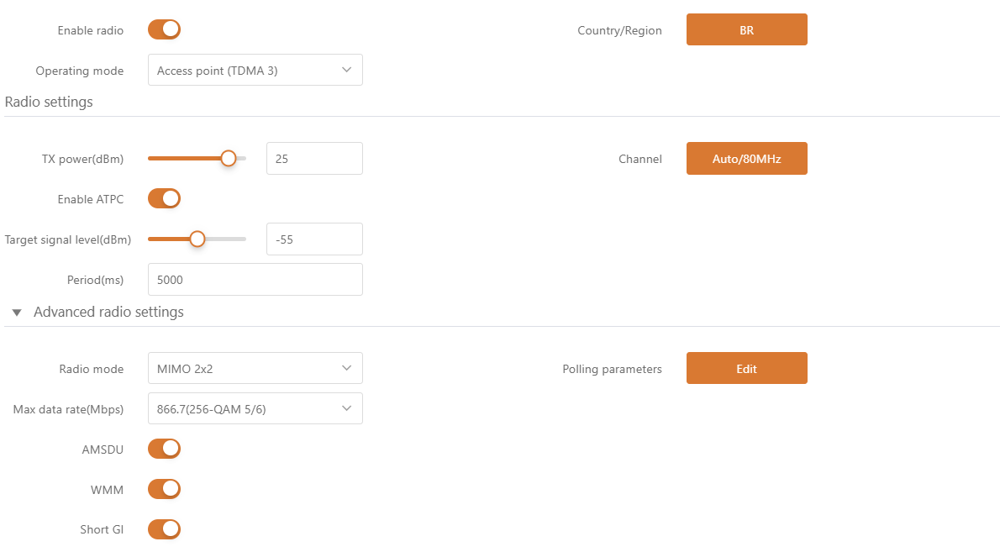 Enable radio
Country/Region
BR
Operating mode
Access point (TDMA 3)
Radio settings
TX power(dBm)
25
Channel
Auto/80MHz
Enable ATPC
Target signal level(dBm)
-55
Period(ms)
5000
Advanced radio settings
Radio mode
MIMO 2x2
Polling parameters
Edit
Max data rate(Mbps)
866.7(256-QAM 5/6)
AMSDU
WMM
Short GI